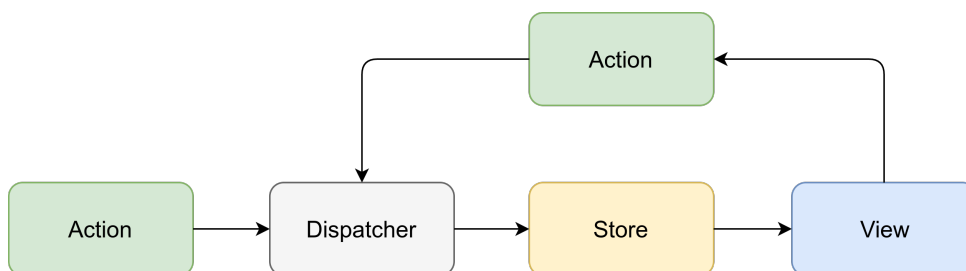 Action
Action
Dispatcher
Store
View